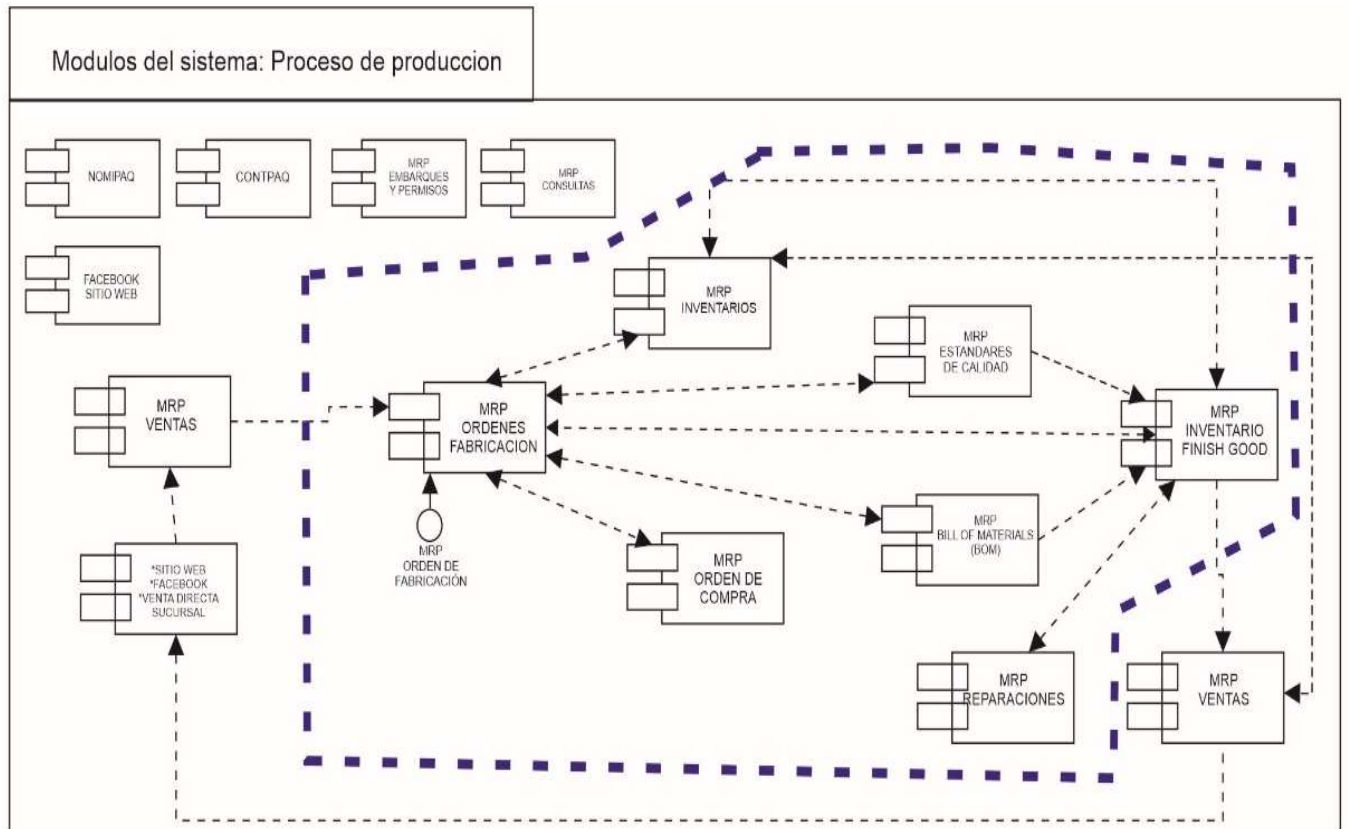 Modulos del sistema: Proceso de produccion
NOMIPAQ
CONTPAQ
MRP
EMBARQUES
Y PERMISOS
MRP
CONSULTAS
FACEBOOK
SITIO WEB
MRP
INVENTARIOS
MRP
ESTANDARES
DE CALIDAD
MRP
VENTAS
MRP
ORDENES
FABRICACION
MRP
INVENTARIO
FINISH GOOD
MRP
ORDEN DE
FABRICACIÓN
MRP
BILL OF MATERIALS
(BOM)
*SITIO WEB
*FACEBOOK
*VENTA DIRECTA
SUCURSAL
MRP
ORDEN DE
COMPRA
MRP
REPARACIONES
MRP
VENTAS